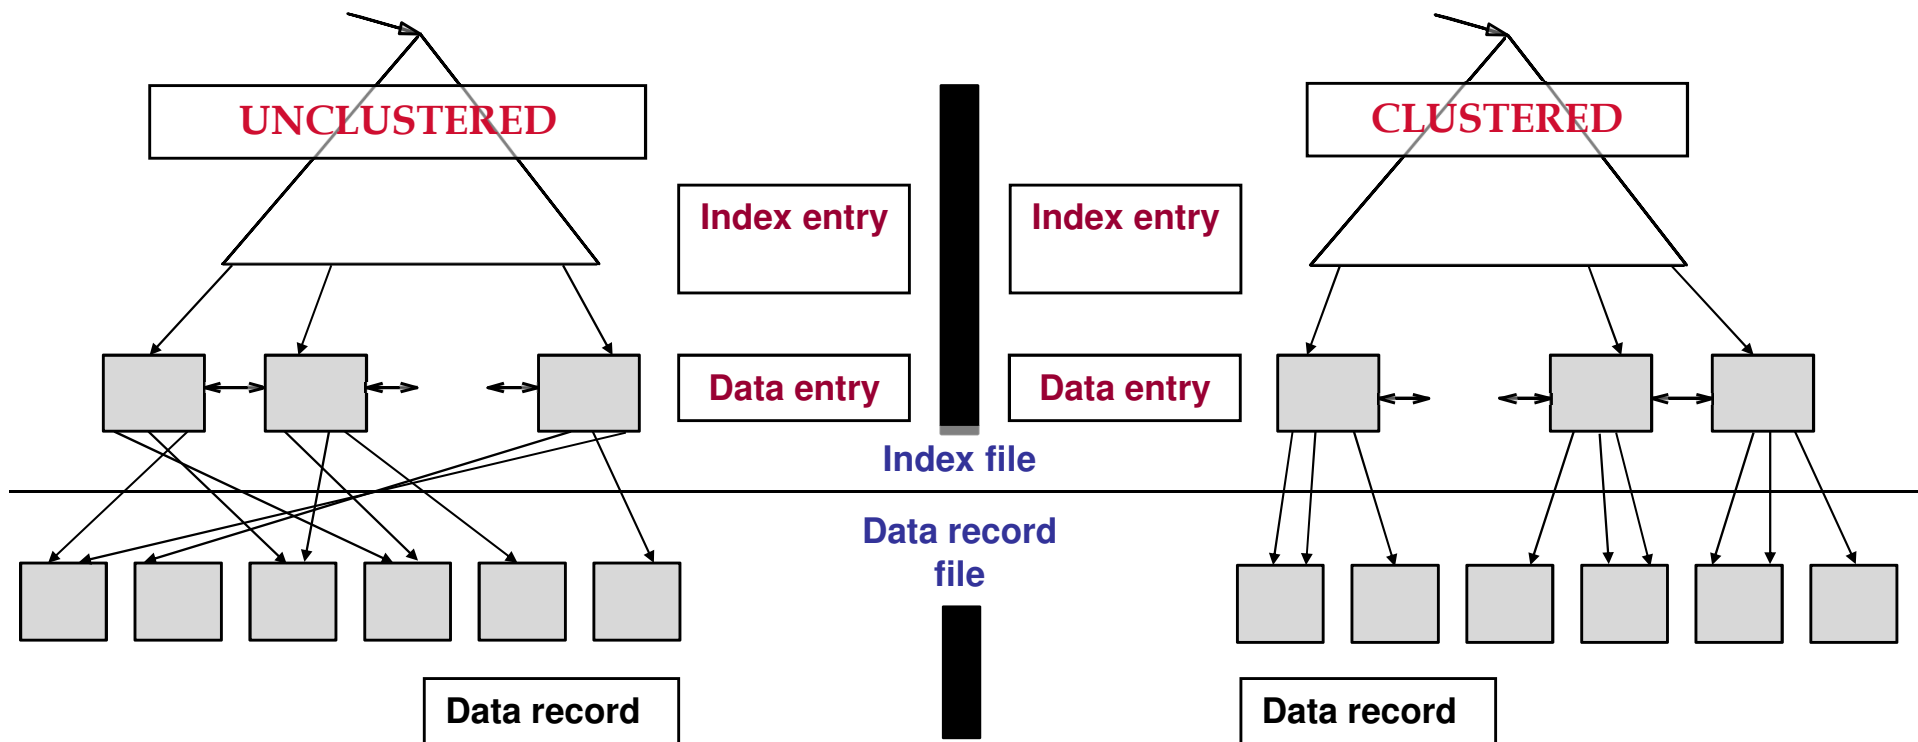 UNCLUSTERED
CLUSTERED
Index entry
Index entry
Data entry
Data entry
Index file
Data record
file
Data record
Data record